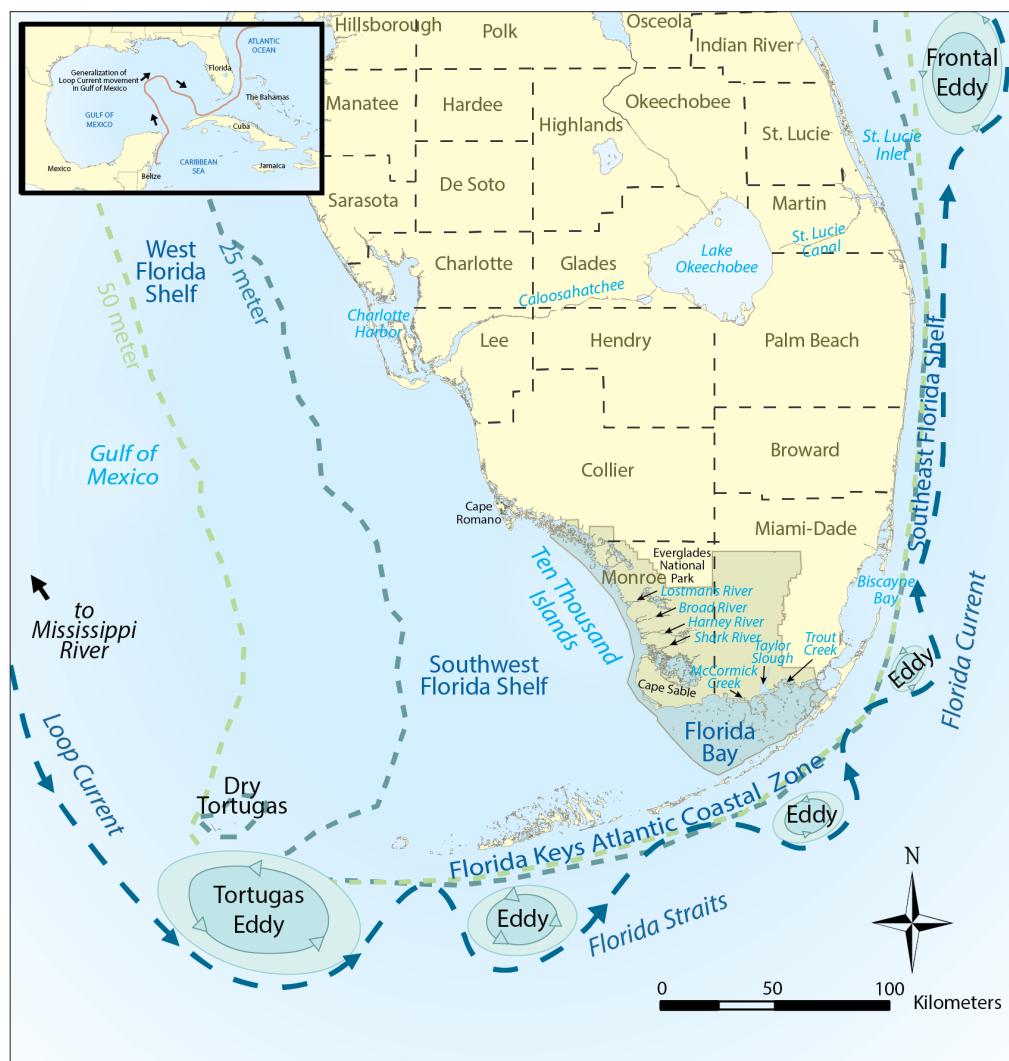 ATLANTIC
OCEAN
Generalization of
Loop Current movement
in Gulf of Mexico
Florida
The Bahamas
GULF OF
MEXICO
Cuba
Mexico
Belize
CARIBBEAN
SEA
Jamaica
Hillsborough
Polk
Osceola
Indian River
Frontal
Eddy
Manatee
Hardee
Highlands
Okeechobee
St. Lucie
St. Lucie
Inlet
Sarasota
De Soto
Martin
St. Lucie
Canal
West
Florida
Shelf
25 meter
50 meter
Charlotte
Glades
Lake
Okeechobee
Caloosahatchee
Charlotte
Harbor
Lee
Hendry
Palm Beach
Southeast Florida Shelf
Gulf of
Mexico
Collier
Broward
Cape
Romano
Miami-Dade
Everglades
National
Park
Monroe
Ten Thousand
Islands
Lostmans River
Broad River
Harney River
Shark River
Biscayne
Bay
to
Mississippi
River
Southwest
Florida Shelf
Taylor
Slough
Trout
Creek
McCormick
Creek
Cape Sable
Florida
Bay
Eddy
Florida Current
Loop Current
Dry
Tortugas
Florida Keys Atlantic Coastal Zone
Eddy
Tortugas
Eddy
Eddy
Florida Straits
N
0
50
100
Kilometers